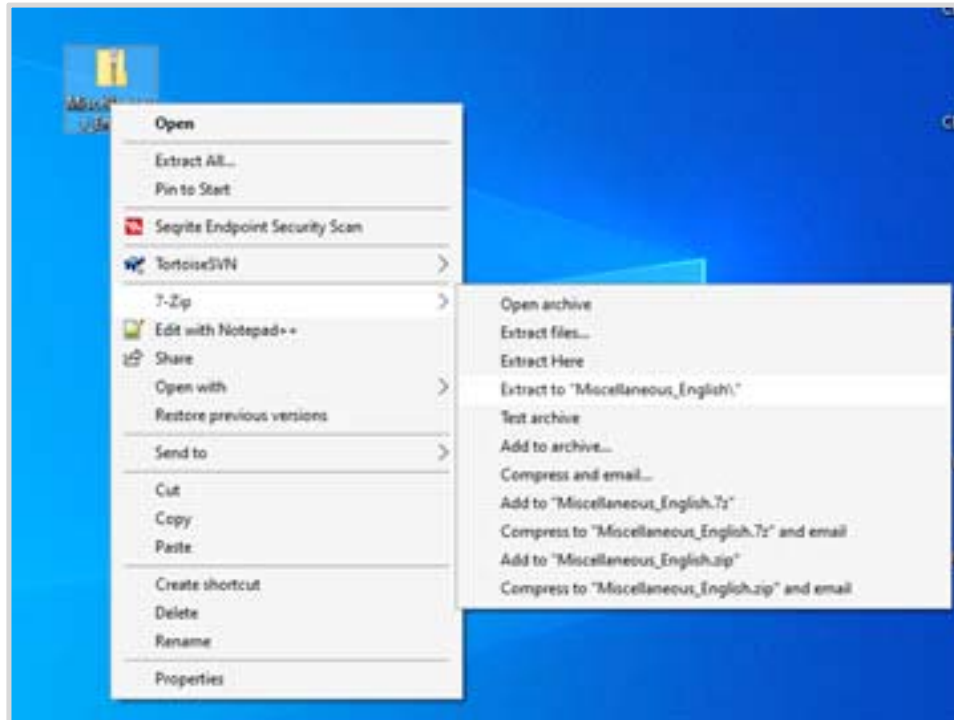 Open
Extract All...
Pin to Start
Seqrite Endpoint Security Scan
TortoiseSVN
7-Zip
Edit with Notepad++
Share
Open with
Restore previous versions
Send to
Cut
Copy
Paste
Create shortcut
Delete
Rename
Properties
Open archive
Extract files...
Extract Here
Extract to "Miscellaneous_English\"
Test archive
Add to archive...
Compress and email...
Add to "Miscellaneous_English.7z"
Compress to "Miscellaneous_English.7z" and email
Add to "Miscellaneous_English.zip"
Compress to "Miscellaneous_English.zip" and email